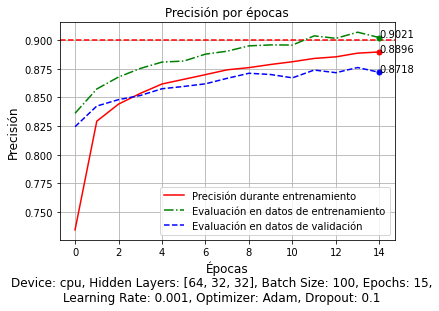 Precisión por épocas
Precisión
0.900
0.875
0.850
0.825
0.800
0.775
0.750
0.9021
0.8896
0.8718
Precisión durante entrenamiento
Evaluación en datos de entrenamiento
Evaluación en datos de validación
0 2 4 6 8 10 12 14
Épocas
Device: cpu, Hidden Layers: [64, 32, 32], Batch Size: 100, Epochs: 15,
Learning Rate: 0.001, Optimizer: Adam, Dropout: 0.1